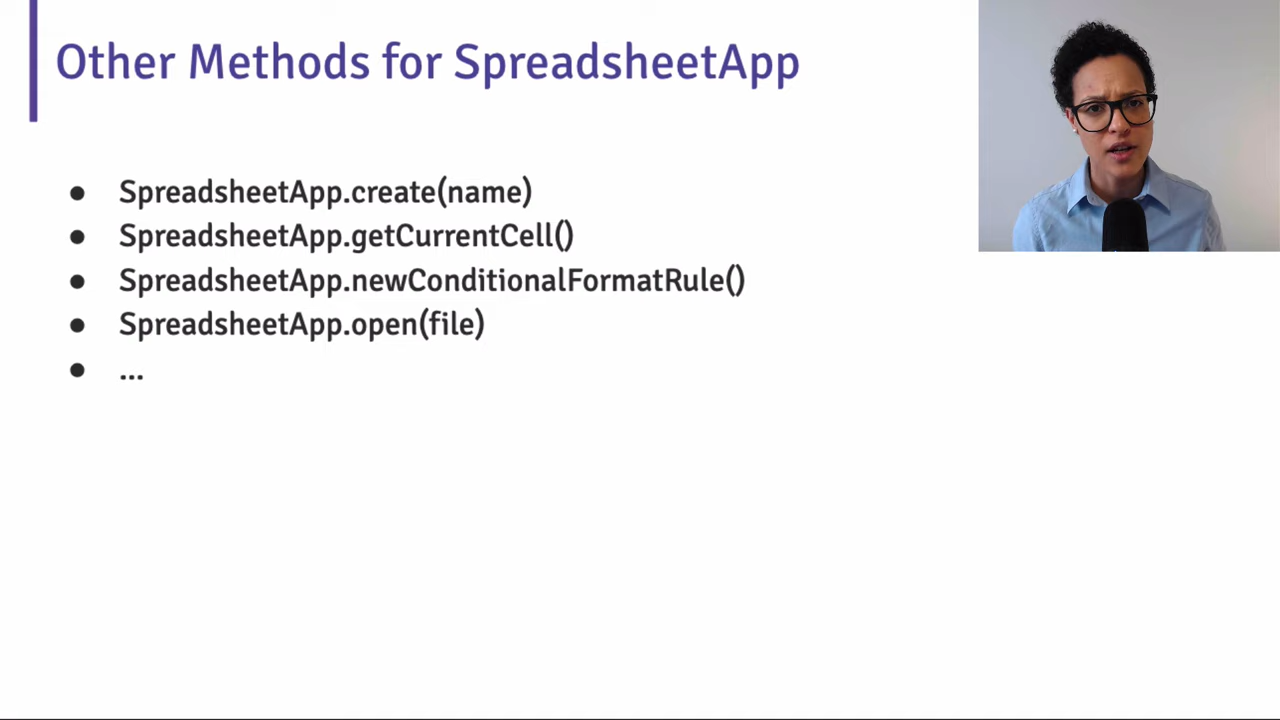 Other Methods for SpreadsheetApp
● SpreadsheetApp.create(name)
● SpreadsheetApp.getCurrentCell()
● SpreadsheetApp.newConditionalFormatRule()
● SpreadsheetApp.open(file)
● ...